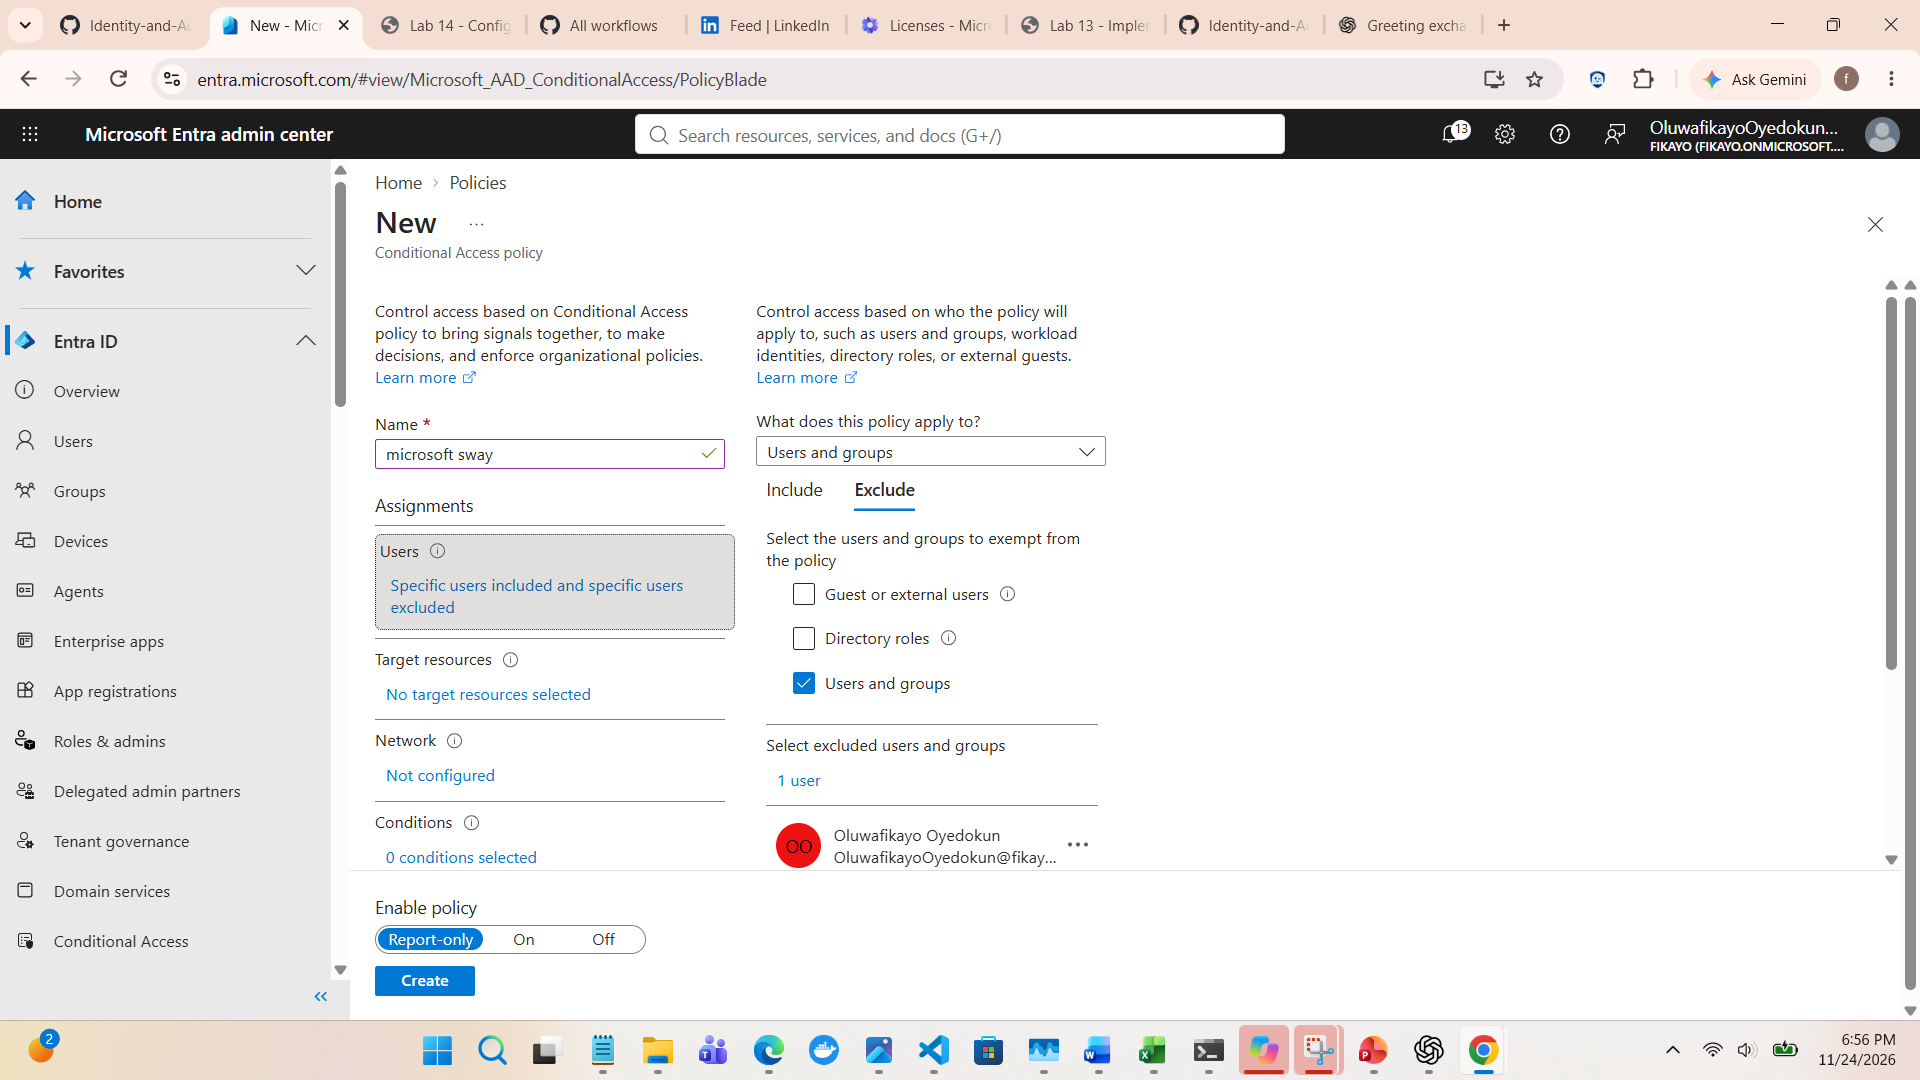 Identity-and-Ac
New - Micr
Lab 14 - Config
All workflows
Feed | LinkedIn
Licenses - Micro
Lab 13 - Implem
Identity-and-Ac
Greeting excha
entra.microsoft.com/#view/Microsoft_AAD_ConditionalAccess/PolicyBlade
Ask Gemini
f
Microsoft Entra admin center
Search resources, services, and docs (G+/)
13
OluwafikayoOyedokun...
FIKAYO (FIKAYO.ONMICROSOFT....
Home
Favorites
Entra ID
Overview
Users
Groups
Devices
Agents
Enterprise apps
App registrations
Roles & admins
Delegated admin partners
Tenant governance
Domain services
Conditional Access
Home > Policies
New ...
Conditional Access policy
Control access based on Conditional Access
policy to bring signals together, to make
decisions, and enforce organizational policies.
Learn more
Name *
microsoft sway
Assignments
Users
Specific users included and specific users
excluded
Target resources
No target resources selected
Network
Not configured
Conditions
0 conditions selected
Control access based on who the policy will
apply to, such as users and groups, workload
identities, directory roles, or external guests.
Learn more
What does this policy apply to?
Users and groups
Include Exclude
Select the users and groups to exempt from
the policy
Guest or external users
Directory roles
Users and groups
Select excluded users and groups
1 user
OO
Oluwafikayo Oyedokun
OluwafikayoOyedokun@fikay...
Enable policy
Report-only On Off
Create
2
6:56 PM
11/24/2026